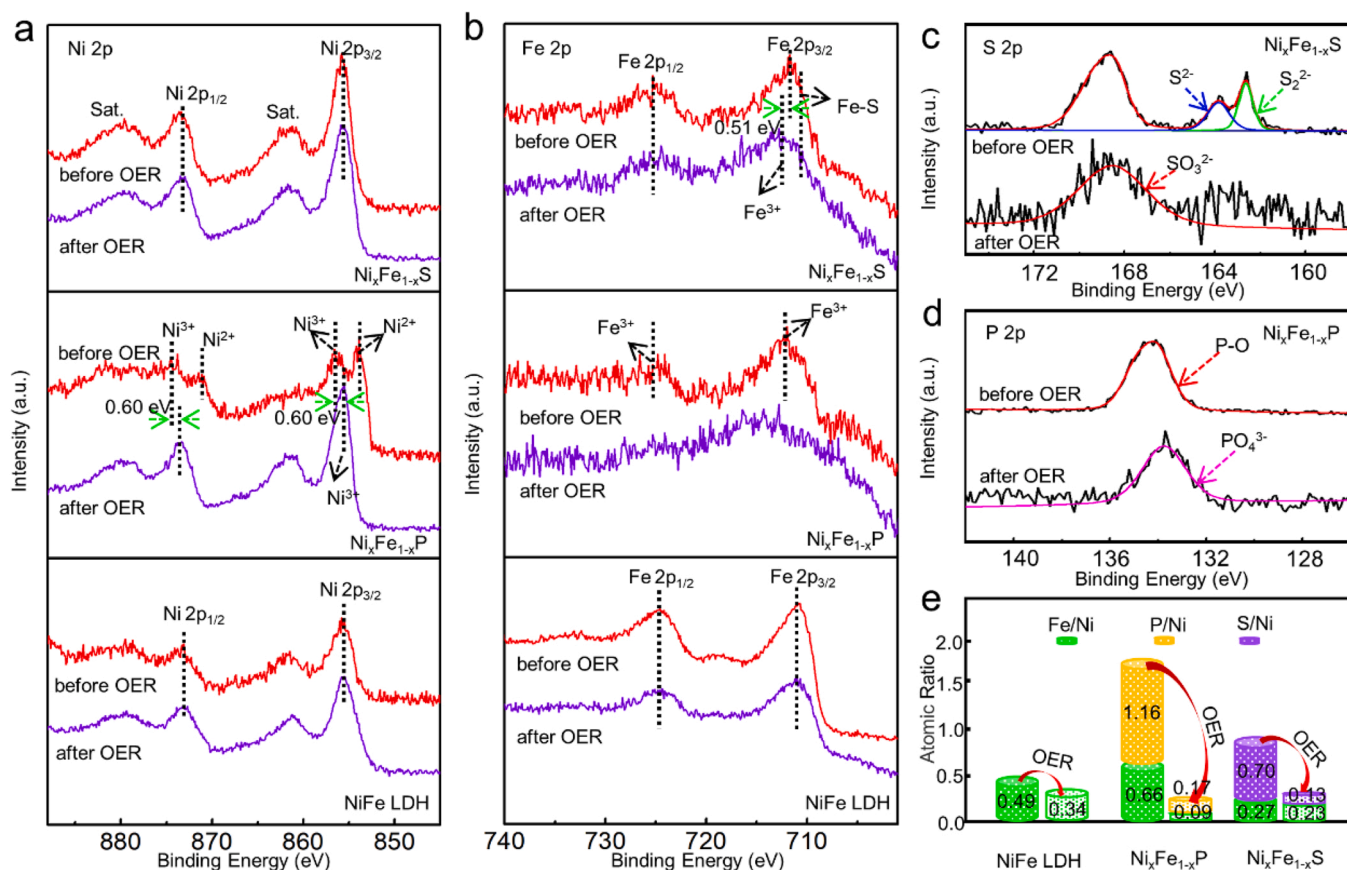 a
Ni 2p
Ni 2p3/2
Ni 2p1/2
Sat.
Sat.
before OER
after OER
NixFe1-xS
Ni3+
Ni2+
Ni3+
Ni2+
before OER
0.60 eV
0.60 eV
Ni3+
after OER
NixFe1-xP
Ni 2p3/2
Ni 2p1/2
before OER
after OER
NiFe LDH
880
870
860
850
Binding Energy (eV)
Intensity (a.u.)
b
Fe 2p
Fe 2p3/2
Fe 2p1/2
Fe-S
0.51 eV
before OER
after OER
Fe3+
NixFe1-xS
Fe3+
Fe3+
before OER
after OER
NixFe1-xP
Fe 2p1/2
Fe 2p3/2
before OER
after OER
NiFe LDH
740
730
720
710
Binding Energy (eV)
Intensity (a.u.)
c
S 2p
NixFe1-xS
S2-
S22-
before OER
SO32-
after OER
172
168
164
160
Binding Energy (eV)
Intensity (a.u.)
d
P 2p
NixFe1-xP
P-O
before OER
PO43-
after OER
140
136
132
128
Binding Energy (eV)
Intensity (a.u.)
e
Fe/Ni
P/Ni
S/Ni
2.0
1.5
1.0
0.5
0.0
Atomic Ratio
OER
OER
OER
0.49
0.34
1.16
0.66
0.17
0.09
0.70
0.27
0.13
0.23
NiFe LDH
NixFe1-xP
NixFe1-xS